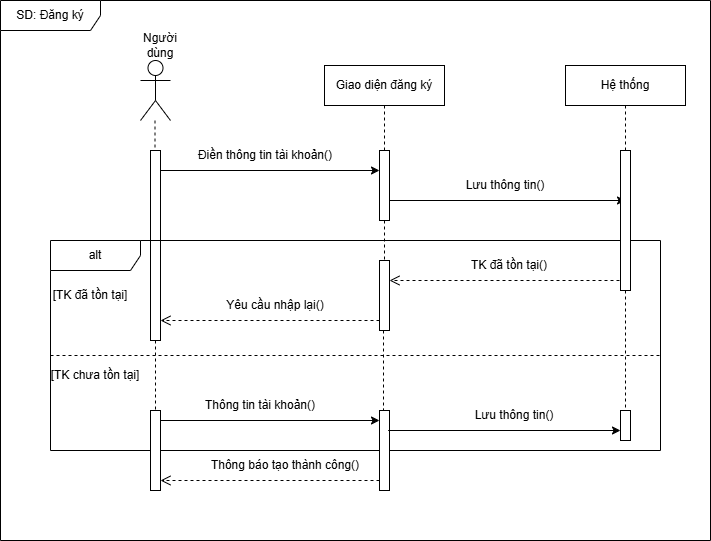 SD: Đăng ký
Người
dùng
Giao diện đăng ký
Hệ thống
Điền thông tin tài khoản()
Lưu thông tin()
alt
TK đã tồn tại()
[TK đã tồn tại]
Yêu cầu nhập lại()
[TK chưa tồn tại]
Thông tin tài khoản()
Lưu thông tin()
Thông báo tạo thành công()